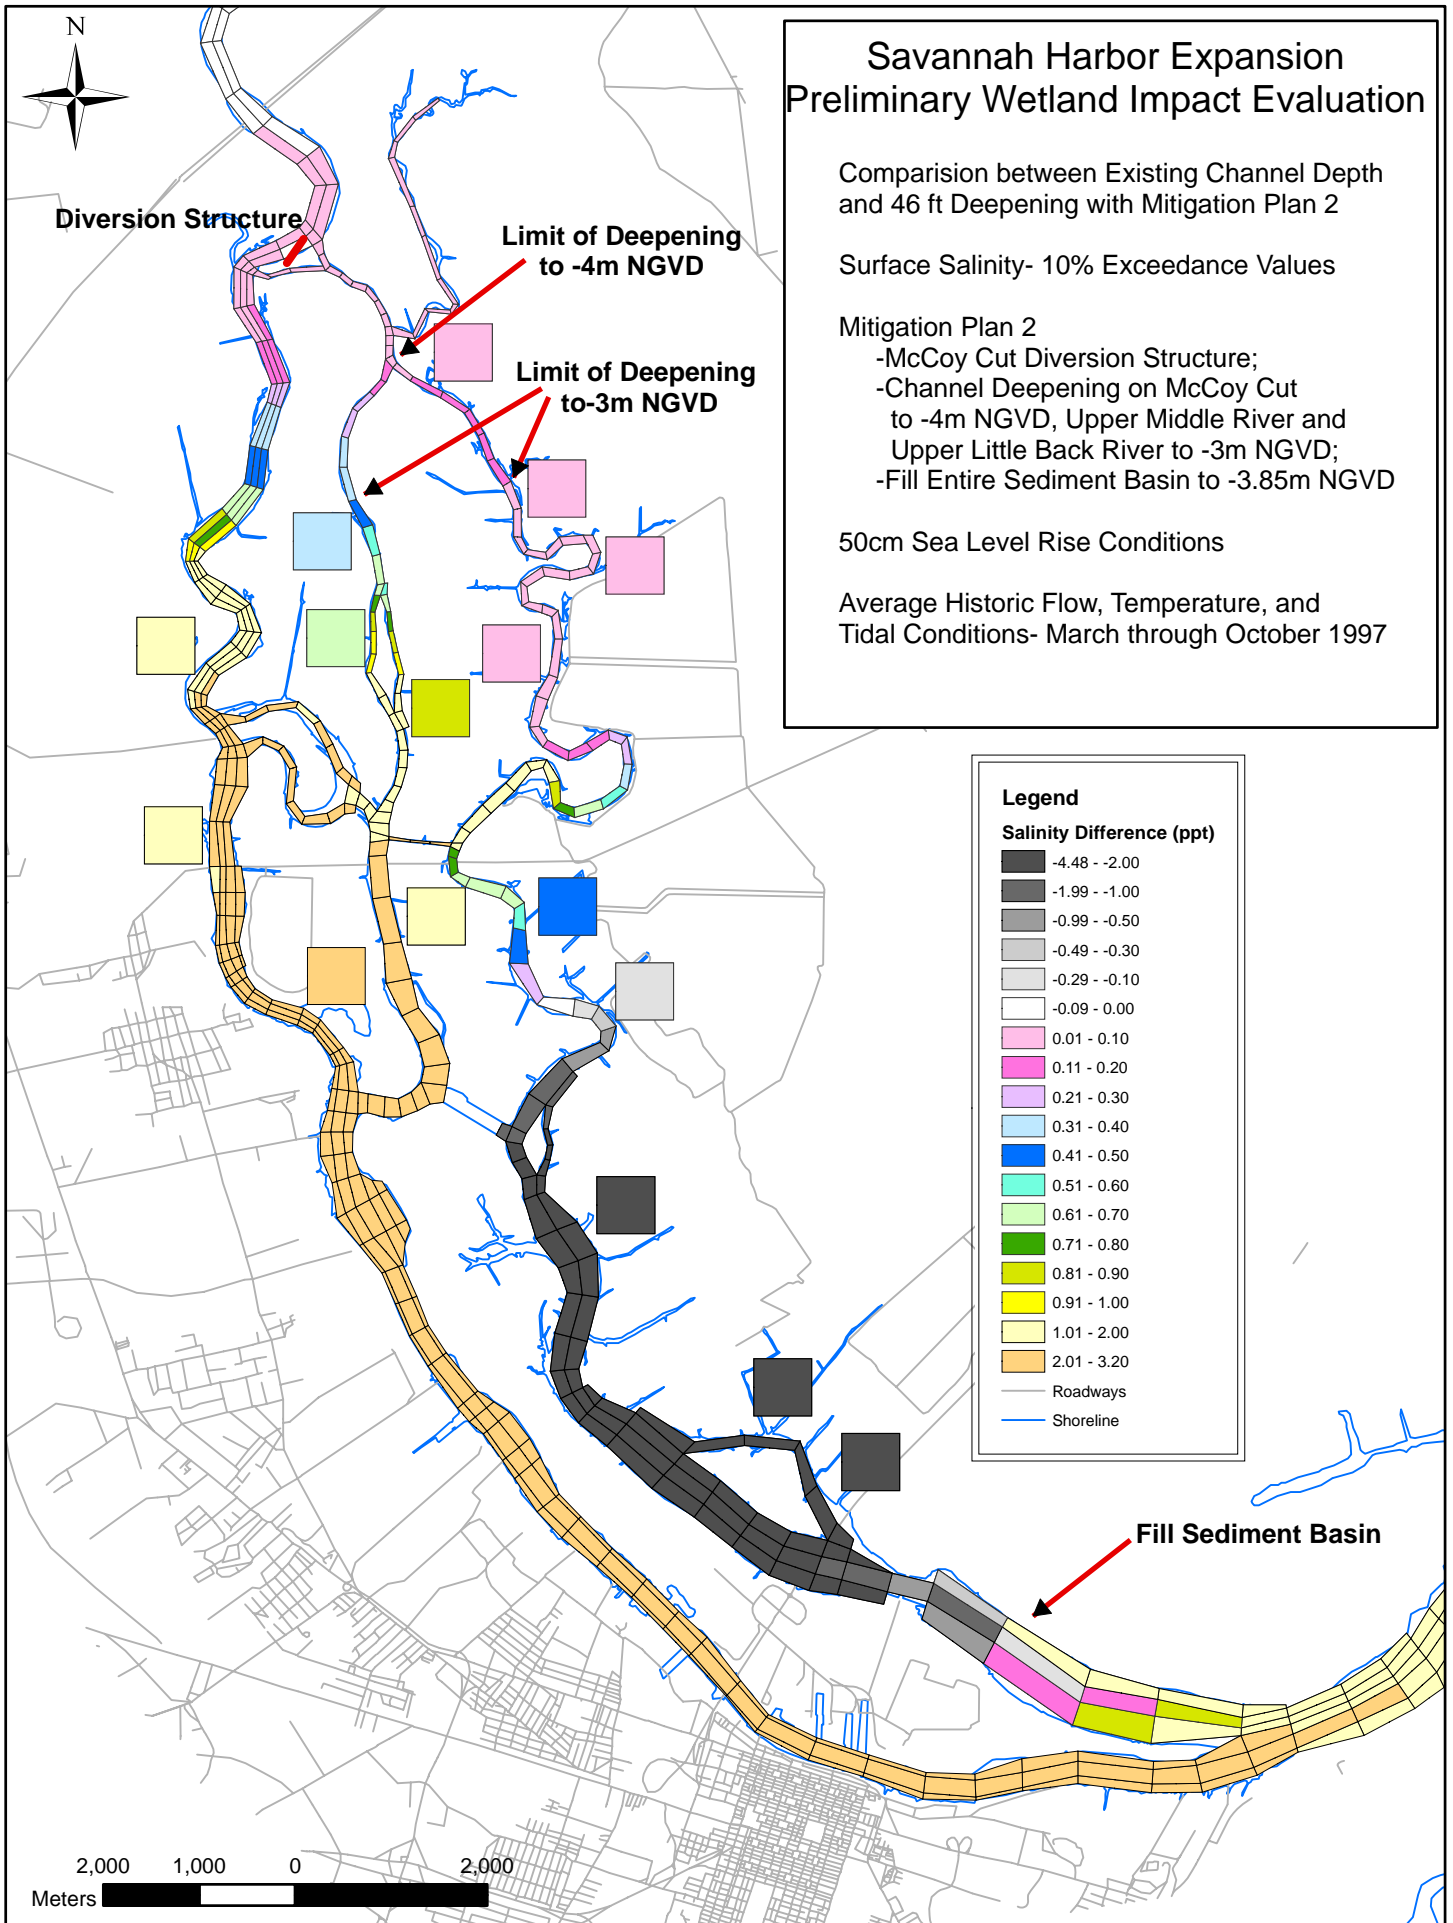 N
Savannah Harbor Expansion
Preliminary Wetland Impact Evaluation
Comparision between Existing Channel Depth
and 46 ft Deepening with Mitigation Plan 2
Surface Salinity- 10% Exceedance Values
Mitigation Plan 2
-McCoy Cut Diversion Structure;
-Channel Deepening on McCoy Cut
to -4m NGVD, Upper Middle River and
Upper Little Back River to -3m NGVD;
-Fill Entire Sediment Basin to -3.85m NGVD
50cm Sea Level Rise Conditions
Average Historic Flow, Temperature, and
Tidal Conditions- March through October 1997
Diversion Structure
Limit of Deepening
to -4m NGVD
Limit of Deepening
to-3m NGVD
Legend
Salinity Difference (ppt)
-4.48 - -2.00
-1.99 - -1.00
-0.99 - -0.50
-0.49 - -0.30
-0.29 - -0.10
-0.09 - 0.00
0.01 - 0.10
0.11 - 0.20
0.21 - 0.30
0.31 - 0.40
0.41 - 0.50
0.51 - 0.60
0.61 - 0.70
0.71 - 0.80
0.81 - 0.90
0.91 - 1.00
1.01 - 2.00
2.01 - 3.20
Roadways
Shoreline
Fill Sediment Basin
2,000 1,000 0 2,000
Meters